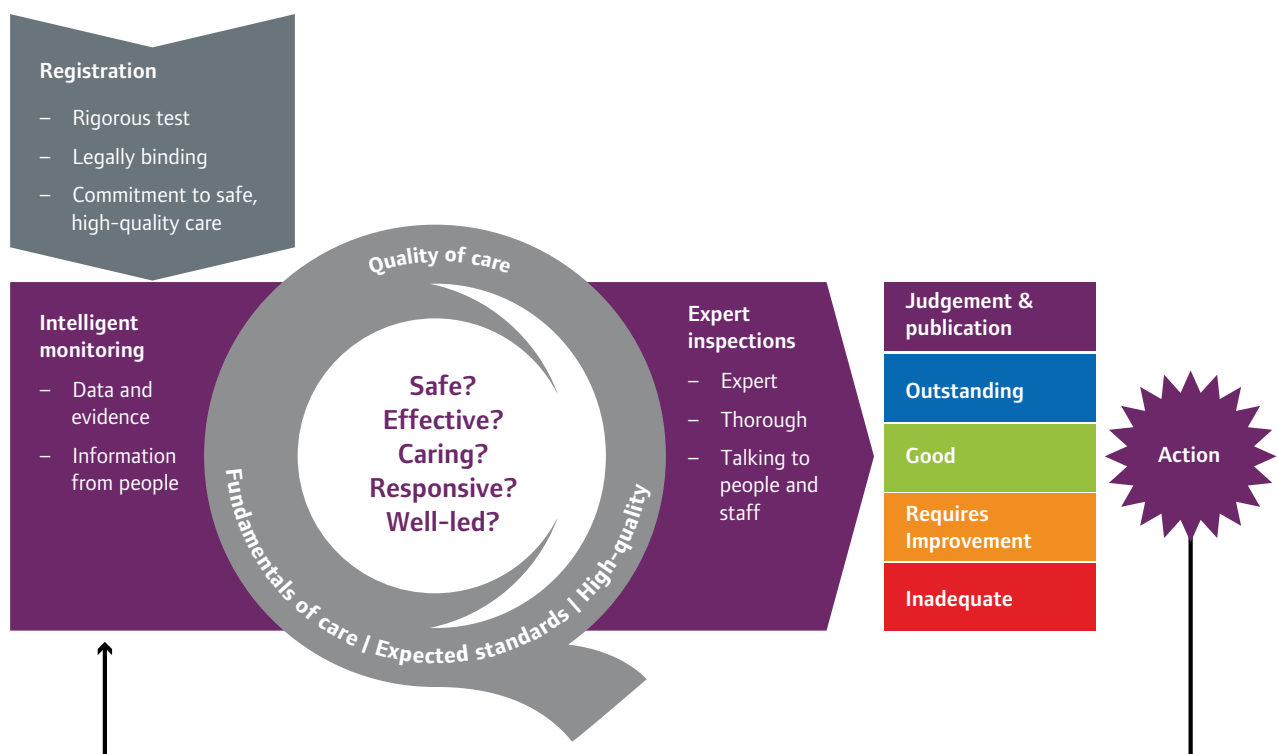 Registration
– Rigorous test
– Legally binding
– Commitment to safe,
high-quality care
Intelligent
monitoring
– Data and
evidence
– Information
from people
Quality of care
Safe?
Effective?
Caring?
Responsive?
Well-led?
Fundamentals of care | Expected standards | High-quality
Expert
inspections
– Expert
– Thorough
– Talking to
people and
staff
Judgement &
publication
Outstanding
Good
Requires
Improvement
Inadequate
Action